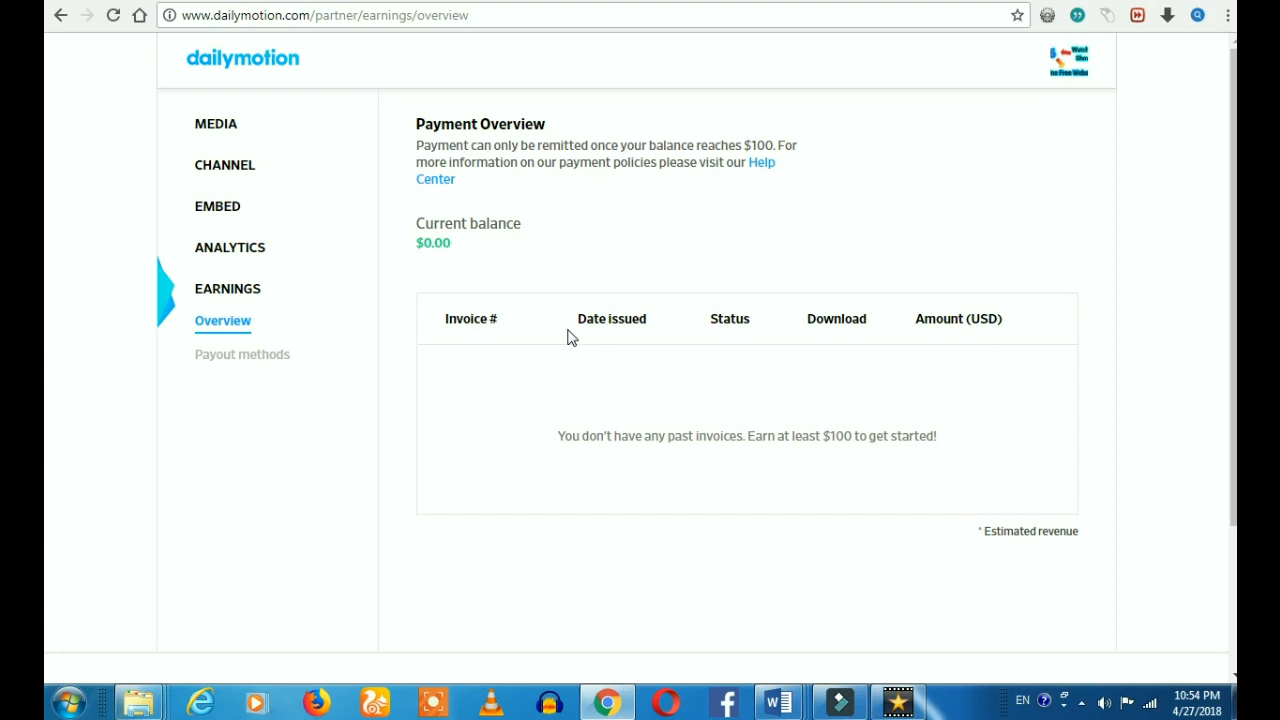 www.dailymotion.com/partner/earnings/overview
dailymotion
MEDIA
CHANNEL
EMBED
ANALYTICS
EARNINGS
Overview
Payout methods
Payment Overview
Payment can only be remitted once your balance reaches $100. For
more information on our payment policies please visit our Help
Center
Current balance
$0.00
Invoice # Date issued Status Download Amount (USD)
You don't have any past invoices. Earn at least $100 to get started!
* Estimated revenue
EN
10:54 PM
4/27/2018